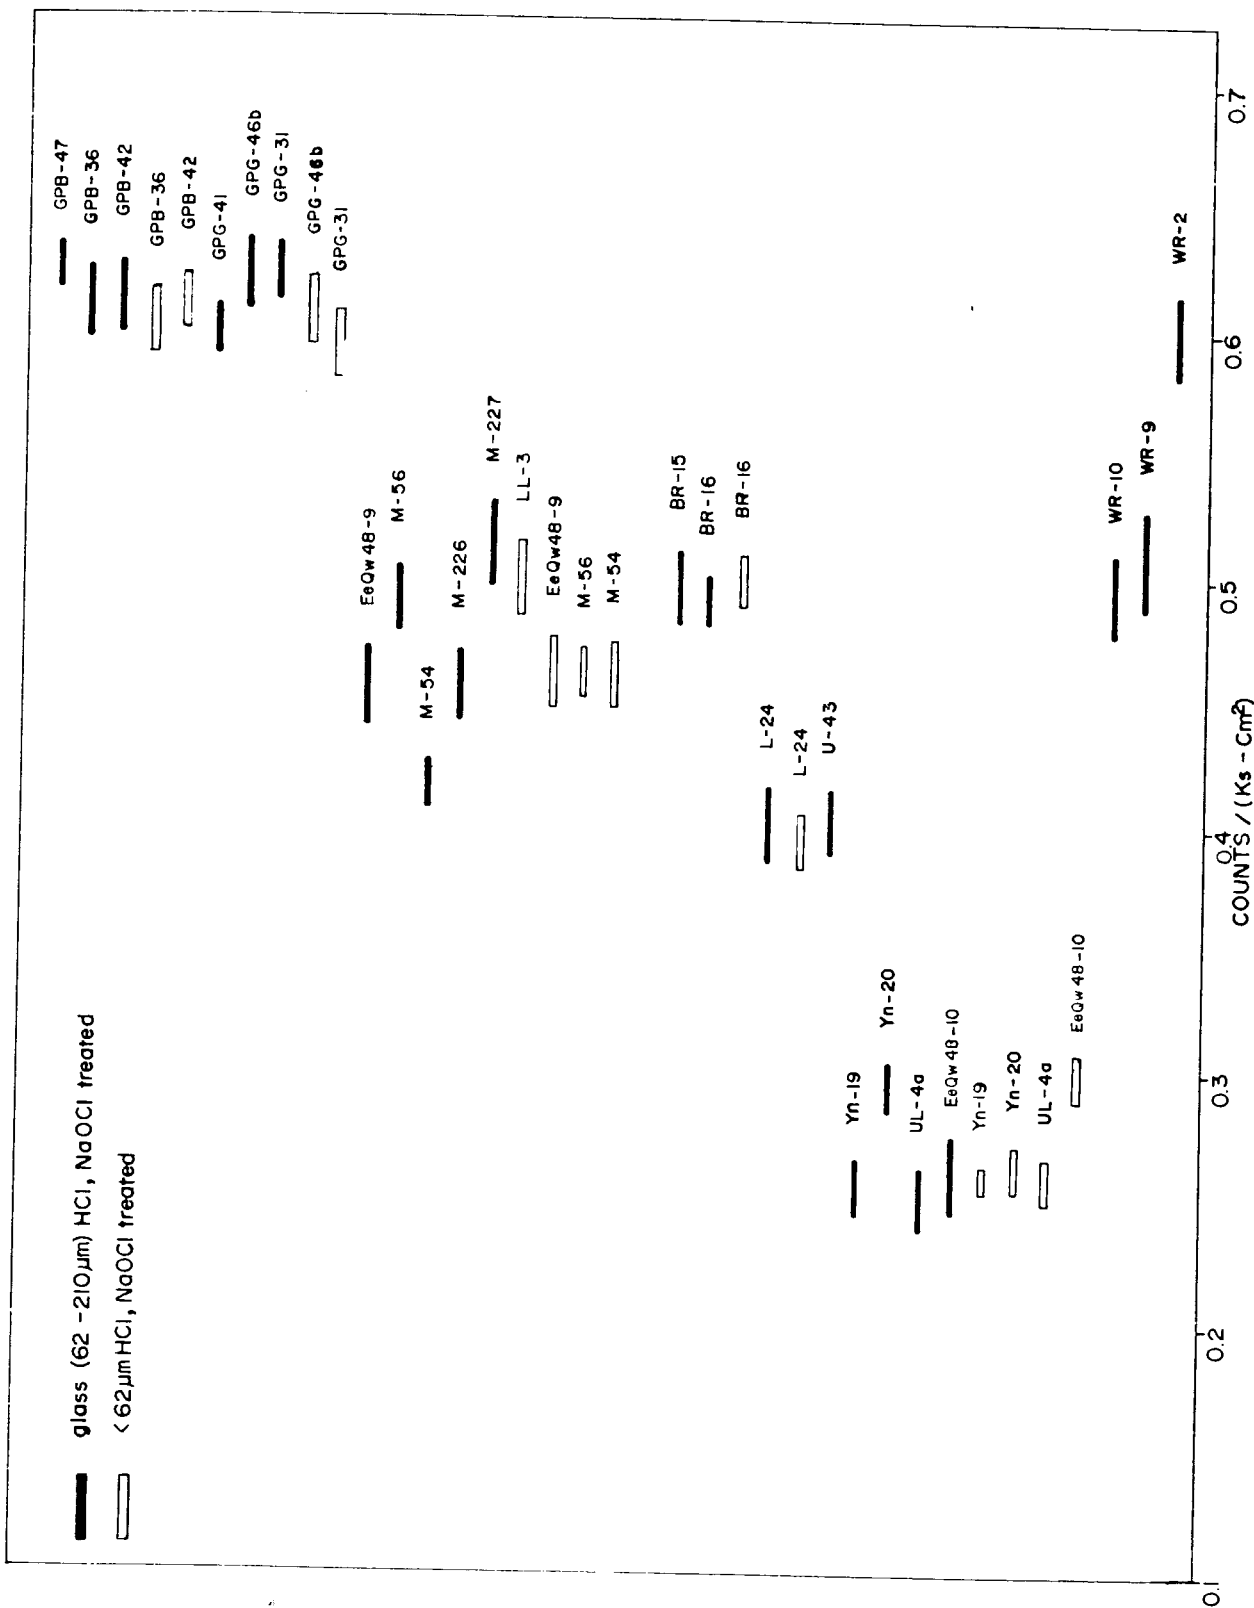 glass (62-210µm) HCl, NaOCl treated
<62µm HCl, NaOCl treated
GPB-47
GPB-36
GPB-42
GPB-36
GPB-42
GPG-41
GPG-46b
GPG-31
GPG-46b
GPG-31
EeQw48-9
M-56
M-54
M-226
M-227
LL-3
EeQw48-9
M-56
M-54
BR-15
BR-16
BR-16
L-24
L-24
U-43
Yn-19
Yn-20
UL-4a
EeQw48-10
Yn-19
Yn-20
UL-4a
EeQw48-10
WR-10
WR-9
WR-2
0.1 0.2 0.3 0.4 0.5 0.6 0.7
COUNTS / (Ks - Cm²)